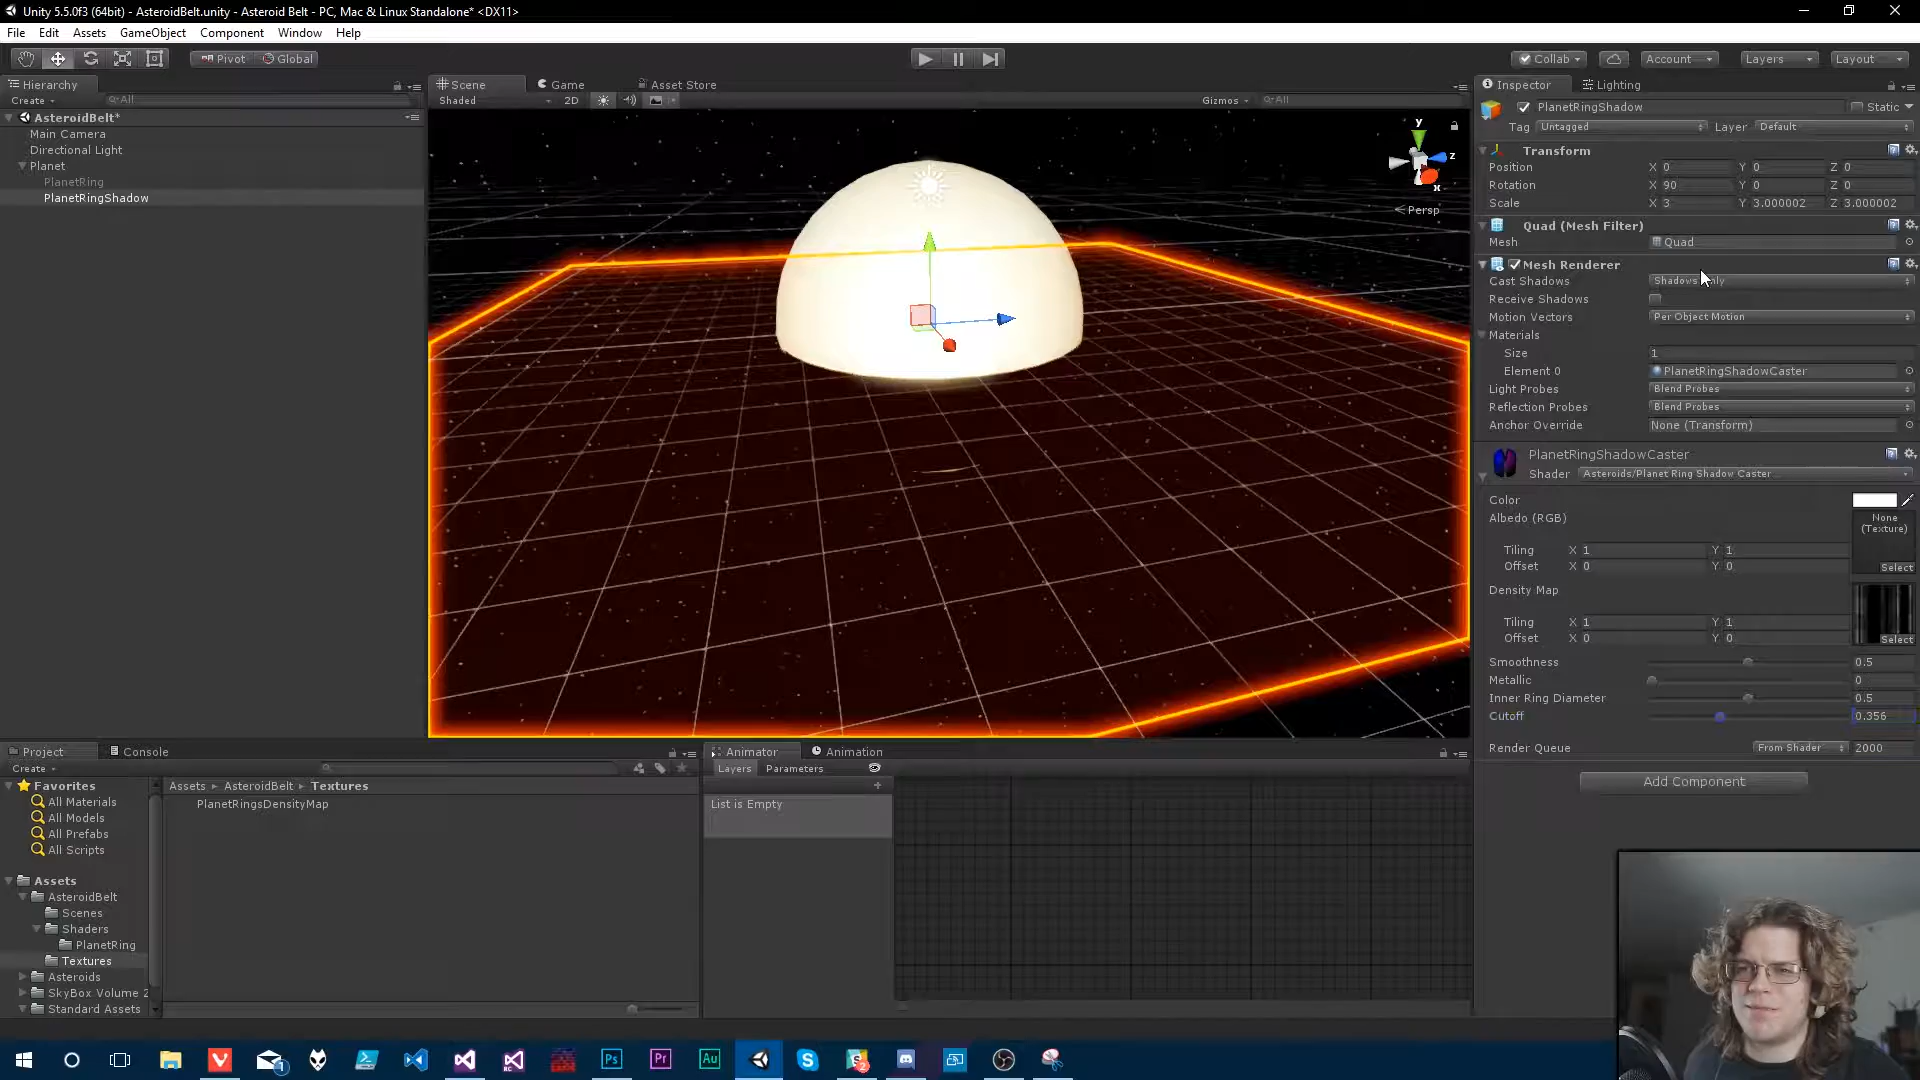 Unity 5.5.0f3 (64bit) - AsteroidBelt.unity - Asteroid Belt - PC, Mac & Linux Standalone* <DX11>
File Edit Assets GameObject Component Window Help
Pivot Global Collab Account Layers Layout
Hierarchy
Create All
AsteroidBelt*
Main Camera
Directional Light
Planet
PlanetRing
PlanetRingShadow
Scene Game Asset Store
Shaded 2D Gizmos All
y
z
x
Persp
Inspector Lighting
PlanetRingShadow Static
Tag Untagged Layer Default
Transform
Position X 0 Y 0 Z 0
Rotation X 90 Y 0 Z 0
Scale X 3 Y 3.000002 Z 3.000002
Quad (Mesh Filter)
Mesh Quad
Mesh Renderer
Cast Shadows
Receive Shadows
Motion Vectors Per Object Motion
Materials
Size 1
Element 0 PlanetRingShadowCaster
Light Probes Blend Probes
Reflection Probes Blend Probes
Anchor Override None (Transform)
PlanetRingShadowCaster
Shader Asteroids/Planet Ring Shadow Caster
Color
Albedo (RGB) None (Texture)
Tiling X 1 Y 1
Offset X 0 Y 0
Select
Density Map
Tiling X 1 Y 1
Offset X 0 Y 0
Select
Smoothness 0.5
Metallic 0
Inner Ring Diameter 0.5
Cutoff 0.356
Render Queue From Shader 2000
Add Component
Project Console
Create
Favorites
All Materials
All Models
All Prefabs
All Scripts
Assets
AsteroidBelt
Scenes
Shaders
PlanetRing
Textures
Asteroids
SkyBox Volume 2
Standard Assets
Assets AsteroidBelt Textures
PlanetRingsDensityMap
Animator Animation
Layers Parameters
List is Empty
Ps Pr Au